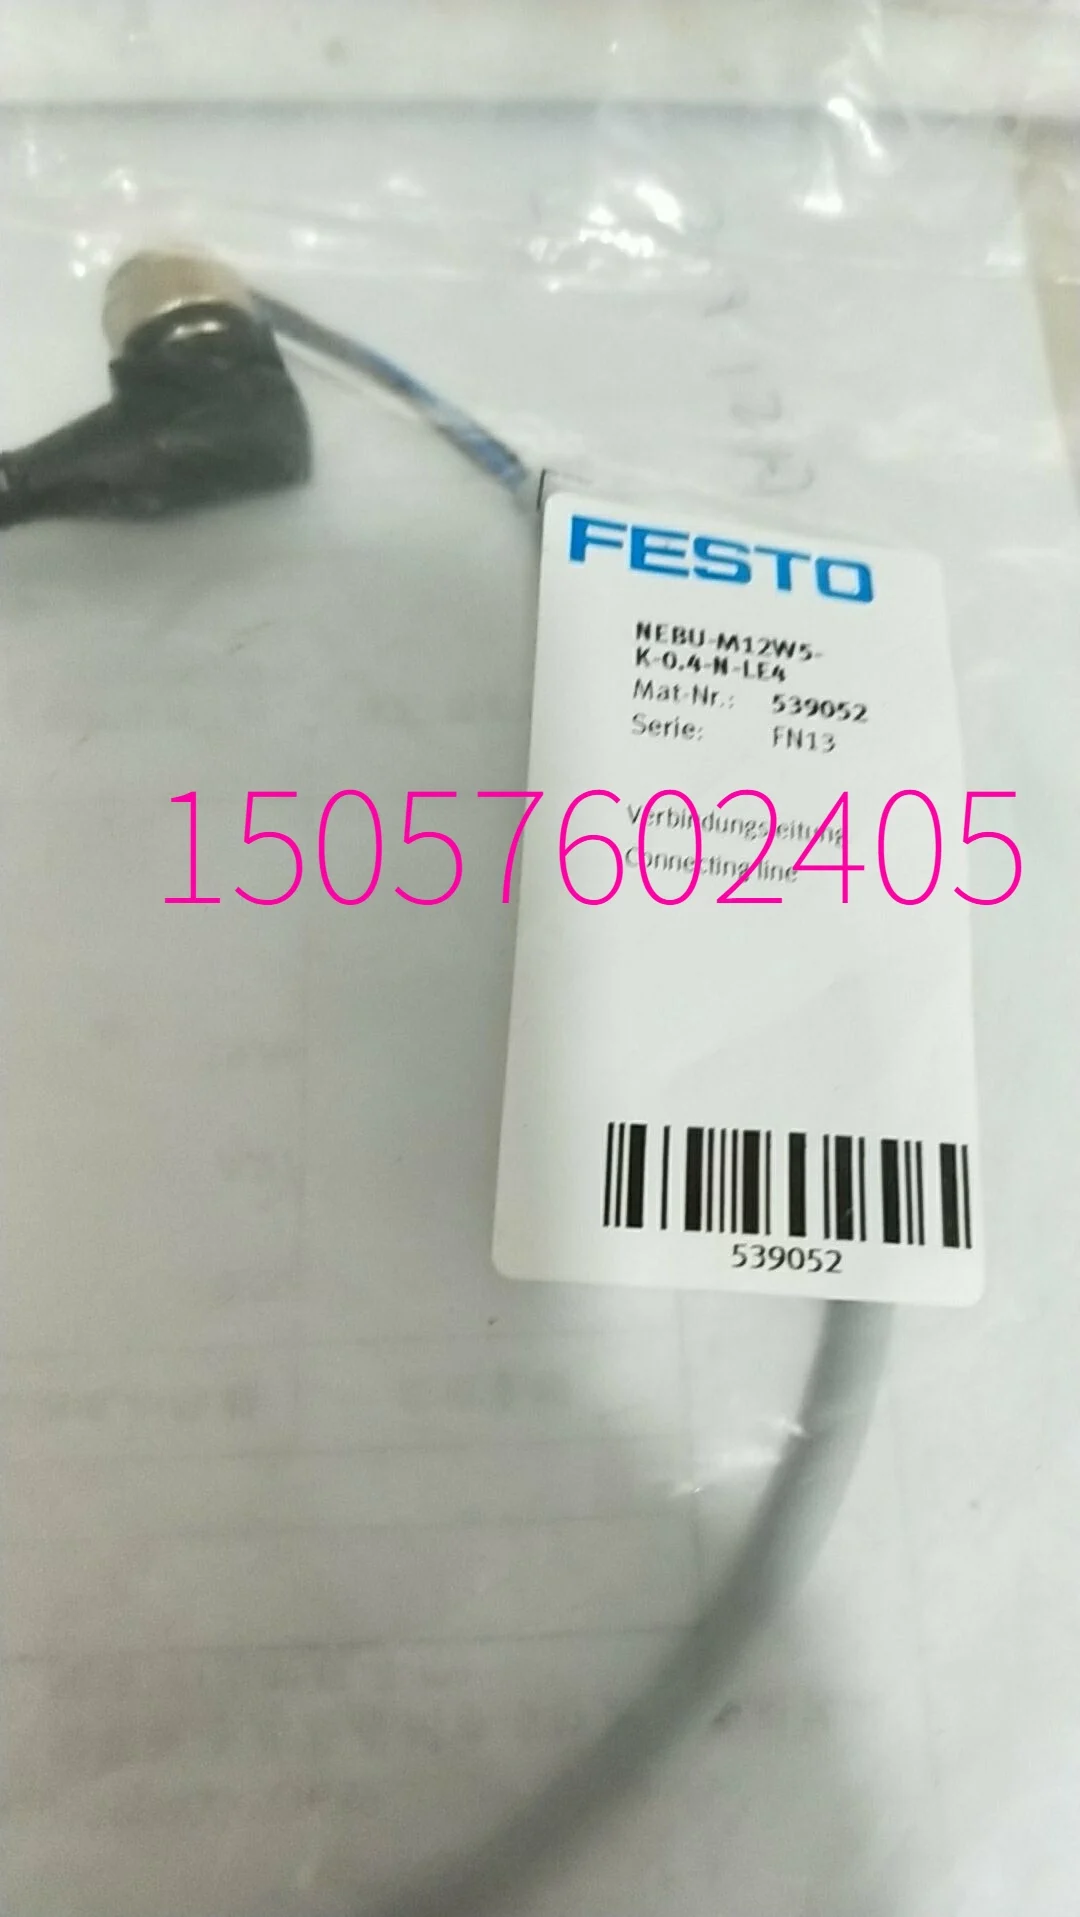 FESTO
NEBU-M12W5-
K-0.4-N-LE4
Mat-Nr.: 539052
Serie: FN13
Verbindungsleitung
Connecting line
15057602405
539052